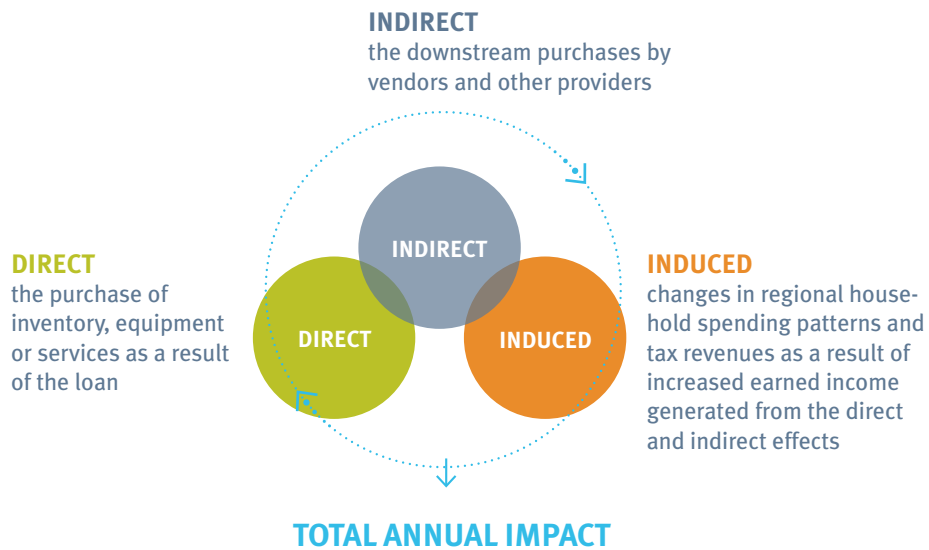 INDIRECT
the downstream purchases by
vendors and other providers
INDIRECT
DIRECT
the purchase of
inventory, equipment
or services as a result
of the loan
DIRECT
INDUCED
INDUCED
changes in regional house-
hold spending patterns and
tax revenues as a result of
increased earned income
generated from the direct
and indirect effects
TOTAL ANNUAL IMPACT